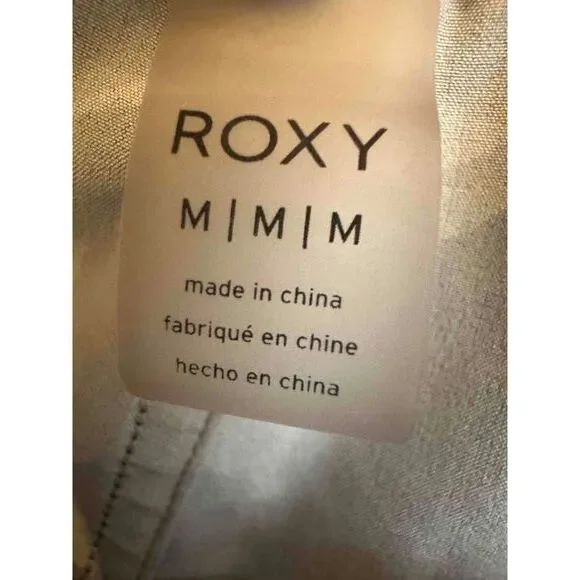 ROXY
M|M|M
made in china
fabriqué en chine
hecho en china